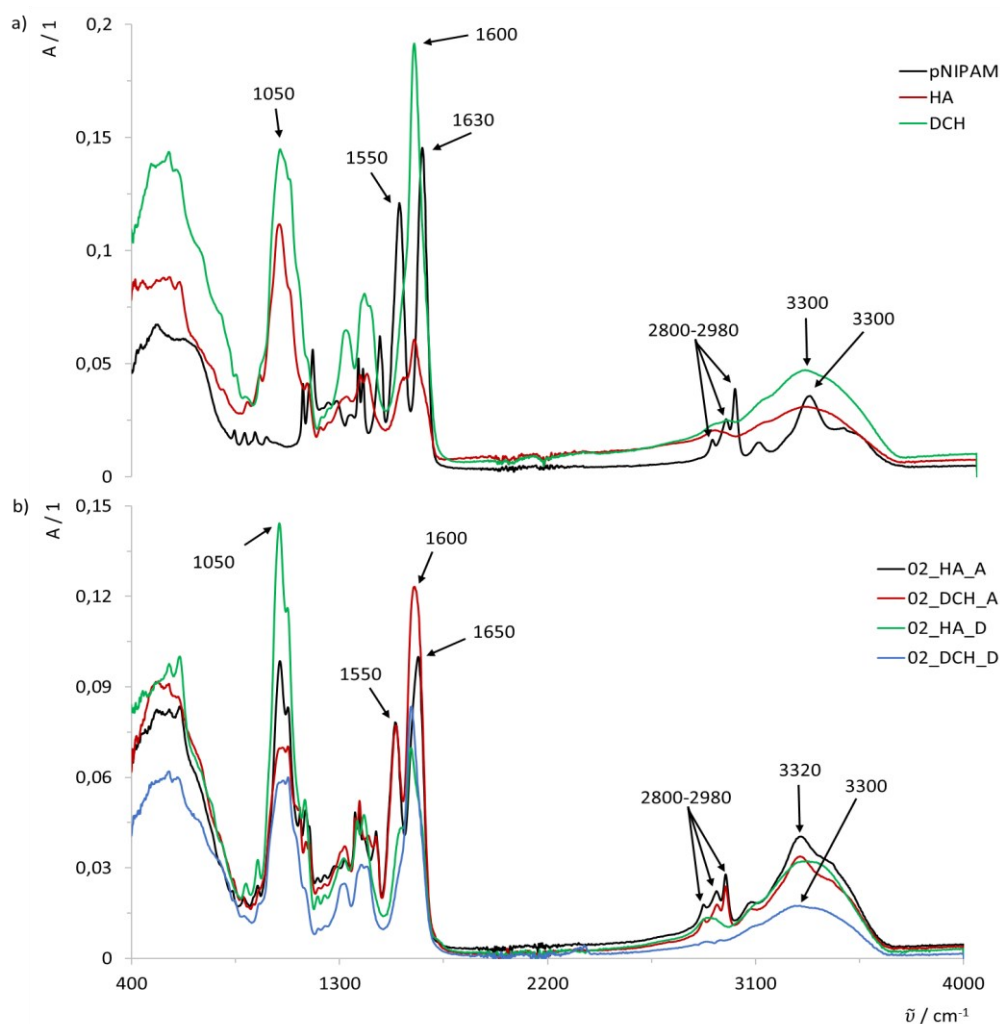 a)
A / 1
0,2
0,15
0,1
0,05
0
1600
1050
1630
1550
2800-2980
3300
3300
pNIPAM
HA
DCH
b)
A / 1
0,15
0,12
0,09
0,06
0,03
0
1050
1600
1650
1550
2800-2980
3320
3300
02_HA_A
02_DCH_A
02_HA_D
02_DCH_D
400
1300
2200
3100
4000
ṽ / cm⁻¹